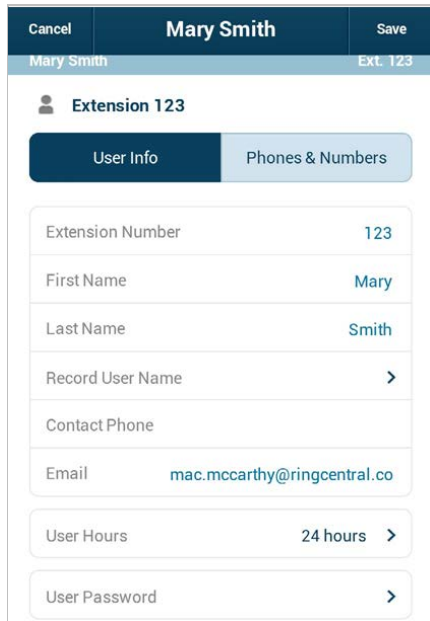 Cancel Mary Smith Save
Mary Smith Ext. 123
Extension 123
User Info Phones & Numbers
Extension Number 123
First Name Mary
Last Name Smith
Record User Name
Contact Phone
Email mac.mccarthy@ringcentral.co
User Hours 24 hours
User Password